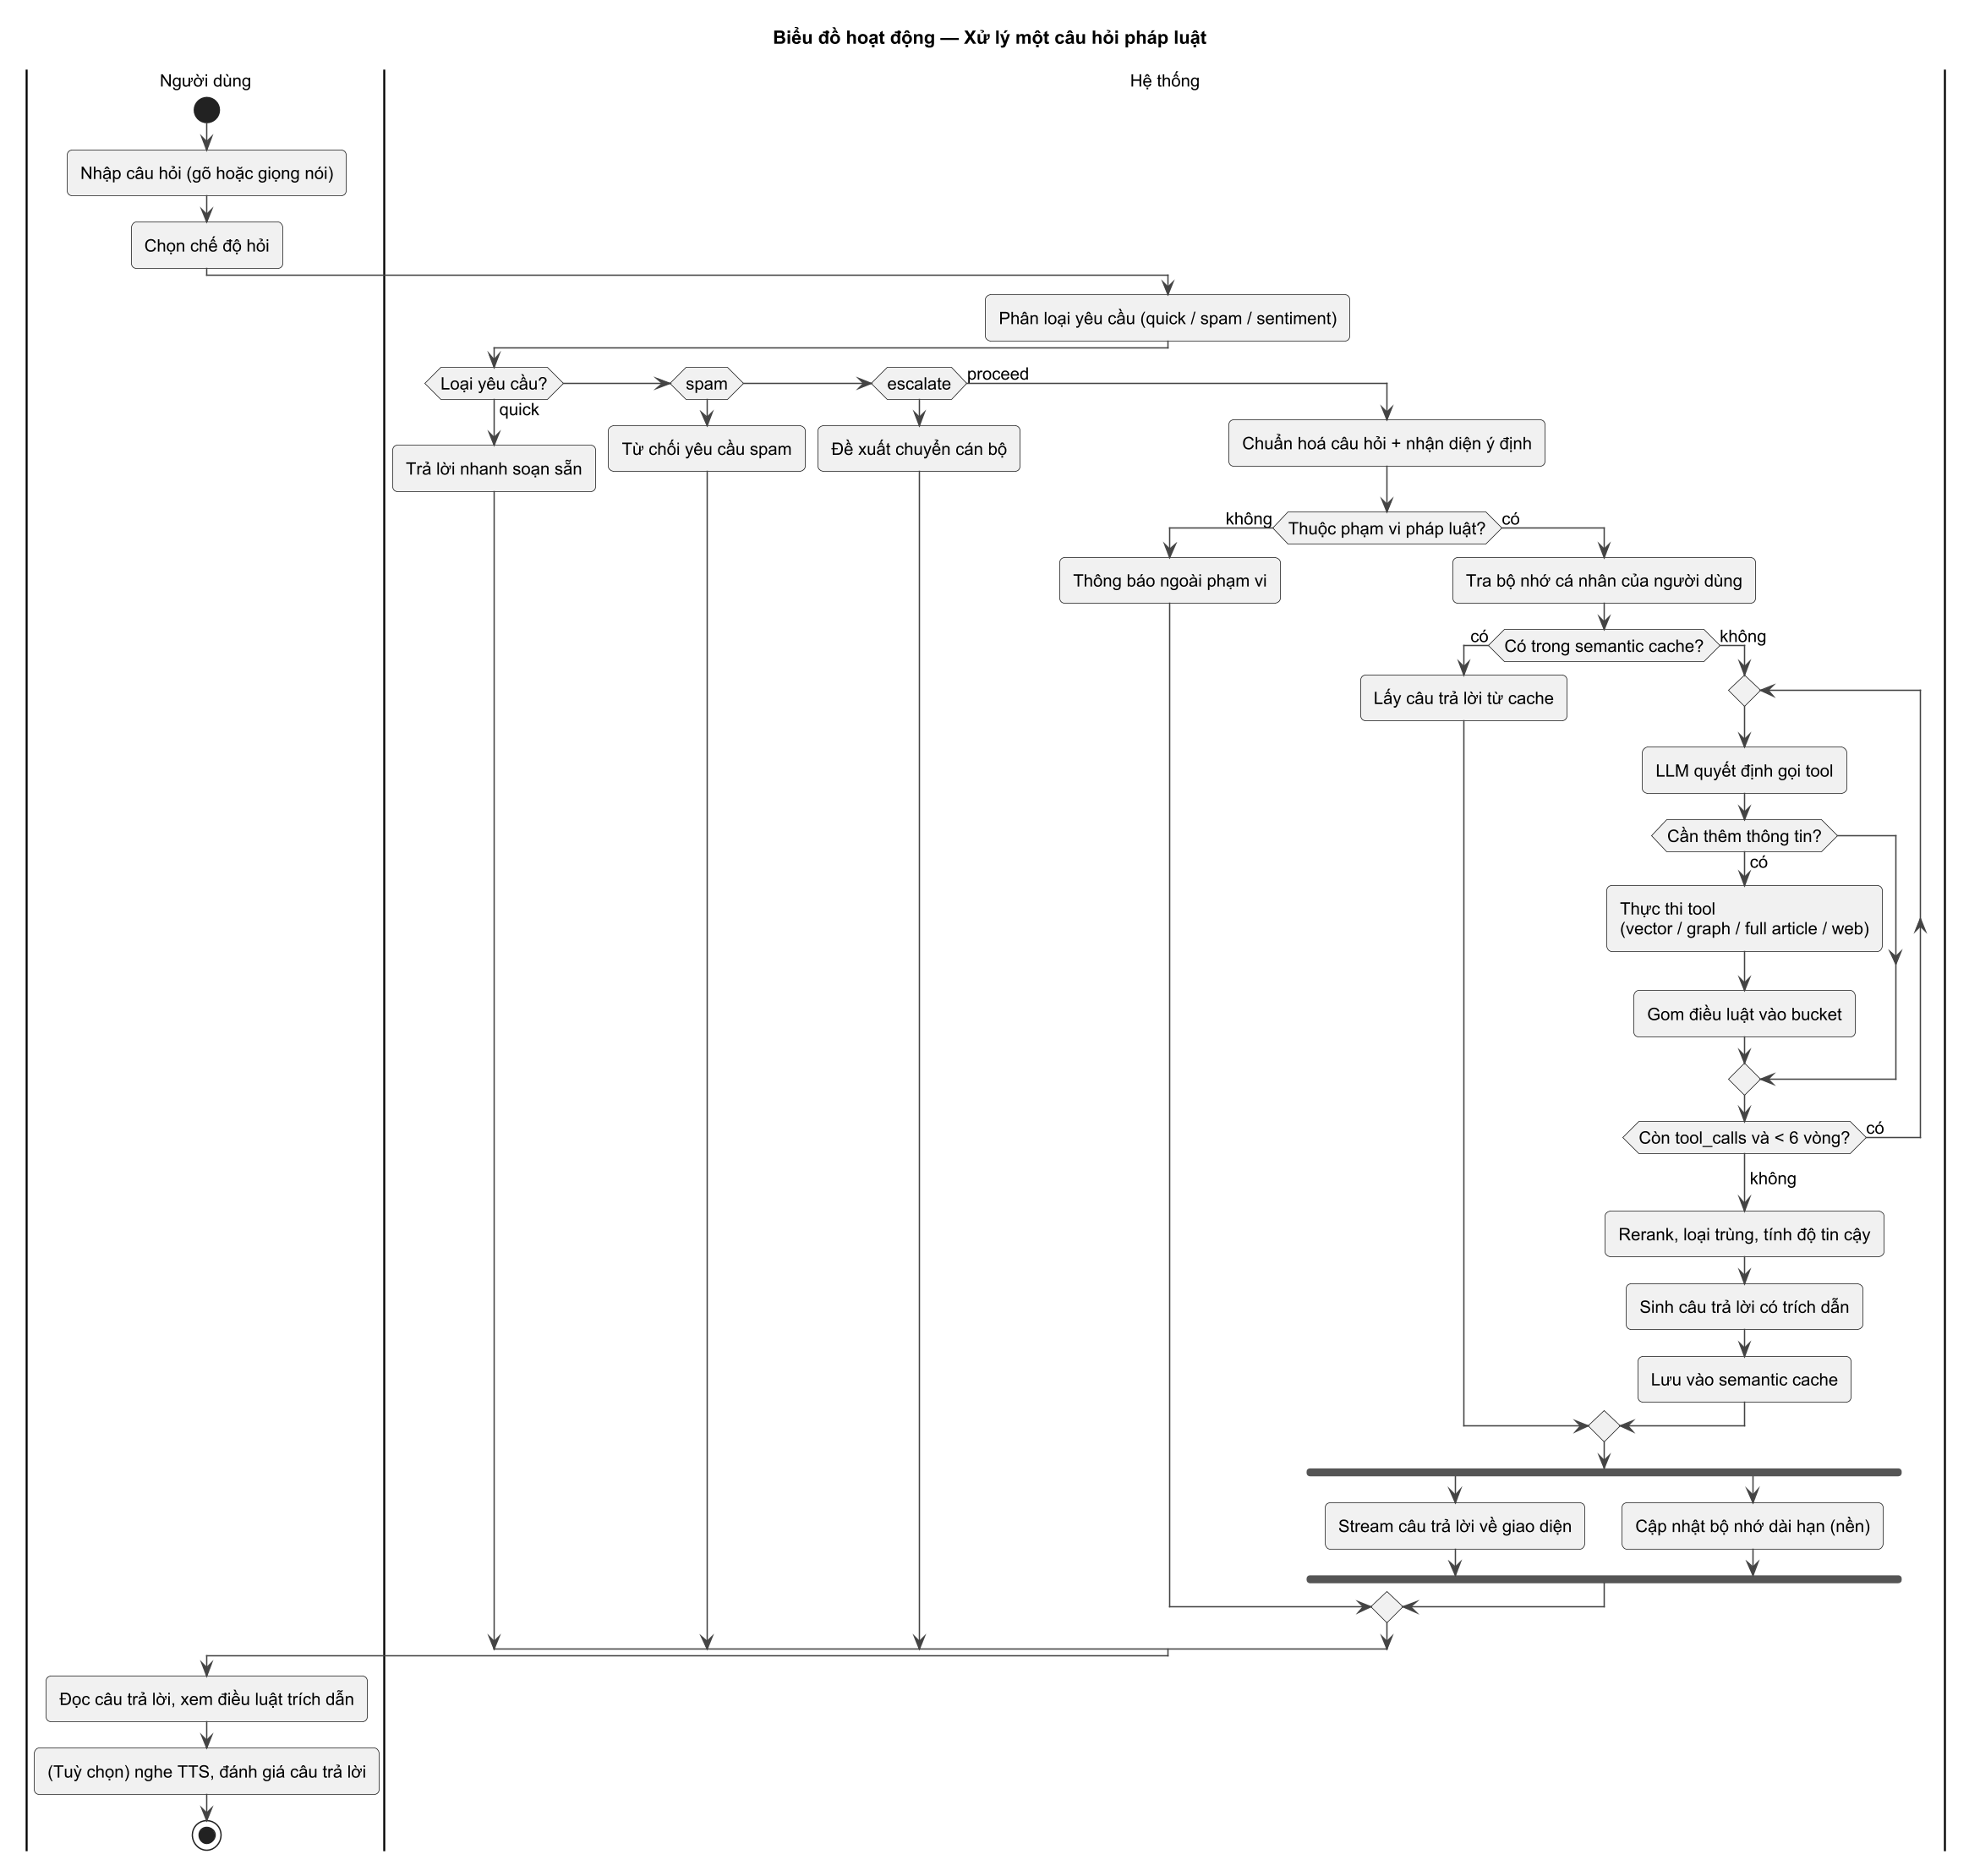 Biểu đồ hoạt động — Xử lý một câu hỏi pháp luật
Người dùng
Hệ thống
Nhập câu hỏi (gõ hoặc giọng nói)
Chọn chế độ hỏi
Phân loại yêu cầu (quick / spam / sentiment)
Loại yêu cầu?
quick
spam
escalate
proceed
Trả lời nhanh soạn sẵn
Từ chối yêu cầu spam
Đề xuất chuyển cán bộ
Chuẩn hoá câu hỏi + nhận diện ý định
không
Thuộc phạm vi pháp luật?
có
Thông báo ngoài phạm vi
Tra bộ nhớ cá nhân của người dùng
có
Có trong semantic cache?
không
Lấy câu trả lời từ cache
LLM quyết định gọi tool
Cần thêm thông tin?
có
Thực thi tool
(vector / graph / full article / web)
Gom điều luật vào bucket
Còn tool_calls và < 6 vòng?
có
không
Rerank, loại trùng, tính độ tin cậy
Sinh câu trả lời có trích dẫn
Lưu vào semantic cache
Stream câu trả lời về giao diện
Cập nhật bộ nhớ dài hạn (nền)
Đọc câu trả lời, xem điều luật trích dẫn
(Tuỳ chọn) nghe TTS, đánh giá câu trả lời